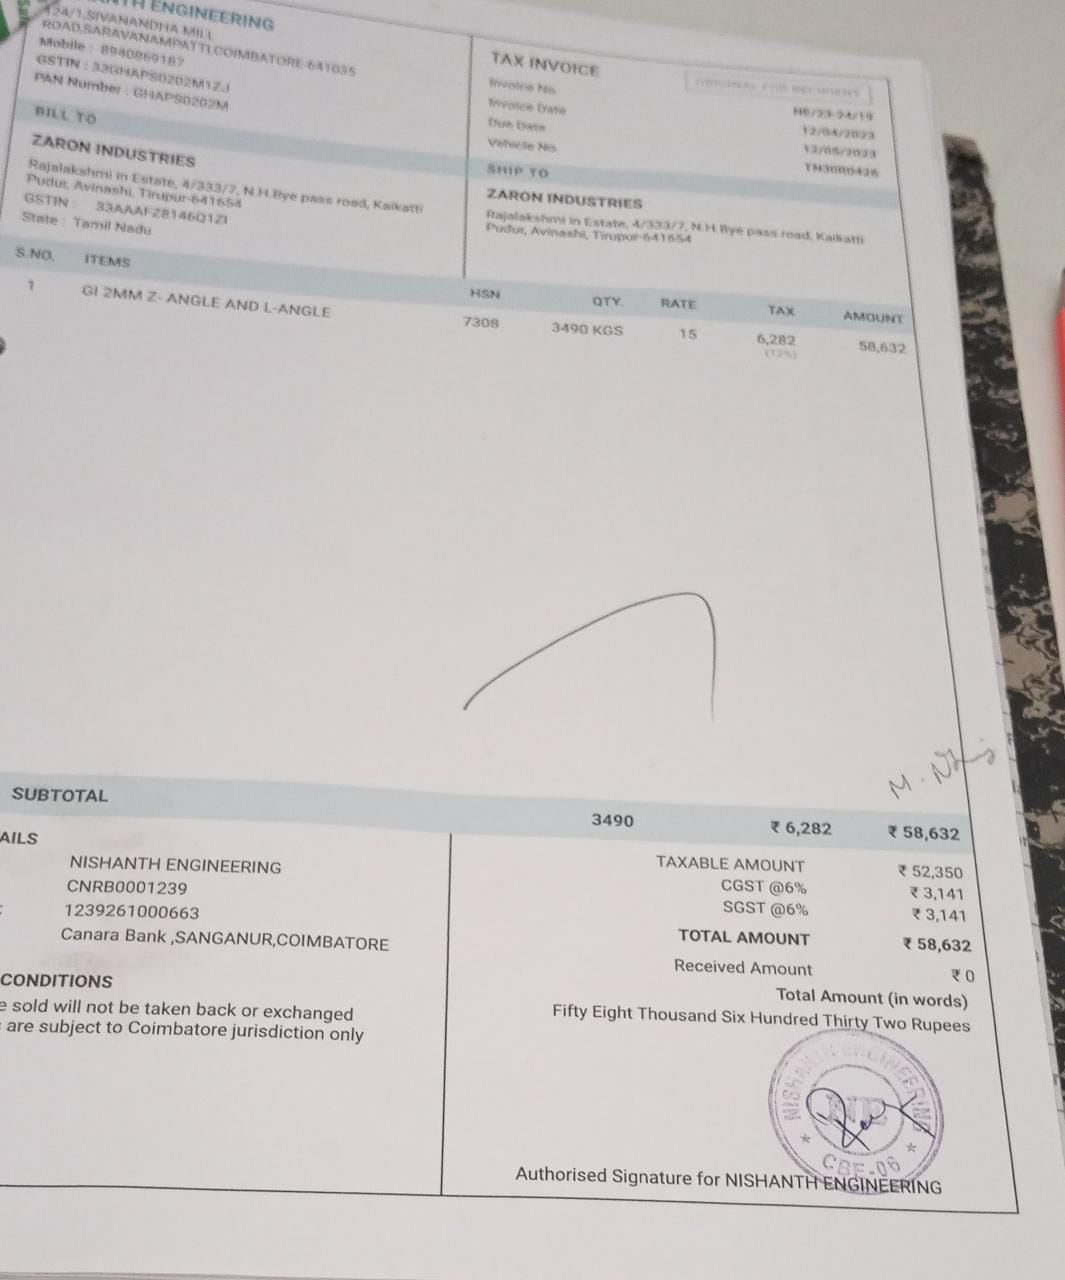 NTH ENGINEERING
124/1,SIVANANDHA MILL
ROAD,SARAVANAMPATTI,COIMBATORE-641035
Mobile : 8940869187
GSTIN : 33GHAPS0202M1ZJ
PAN Number : GHAPS0202M
TAX INVOICE
ORIGINAL FOR RECIPIENT
Invoice No. NE/23-24/19
Invoice Date 12/04/2023
Due Date 12/05/2023
Vehicle No.
BILL TO
ZARON INDUSTRIES
Rajalakshmi in Estate, 4/333/7, N.H.Bye pass road, Kaikatti
Pudur, Avinashi, Tirupur-641654
GSTIN : 33AAAFZ8146Q1ZI
State : Tamil Nadu
SHIP TO
ZARON INDUSTRIES
Rajalakshmi in Estate, 4/333/7, N.H.Bye pass road, Kaikatti
Pudur, Avinashi, Tirupur-641654
S.NO. ITEMS HSN QTY. RATE TAX AMOUNT
1 GI 2MM Z- ANGLE AND L-ANGLE 7308 3490 KGS 15 6,282 58,632
(12%)
SUBTOTAL 3490 ₹ 6,282 ₹ 58,632
AILS
NISHANTH ENGINEERING
CNRB0001239
1239261000663
Canara Bank ,SANGANUR,COIMBATORE
CONDITIONS
e sold will not be taken back or exchanged
are subject to Coimbatore jurisdiction only
TAXABLE AMOUNT ₹ 52,350
CGST @6% ₹ 3,141
SGST @6% ₹ 3,141
TOTAL AMOUNT ₹ 58,632
Received Amount ₹ 0
Total Amount (in words)
Fifty Eight Thousand Six Hundred Thirty Two Rupees
NISHANTH ENGINEERING
NE
CBE-06
Authorised Signature for NISHANTH ENGINEERING